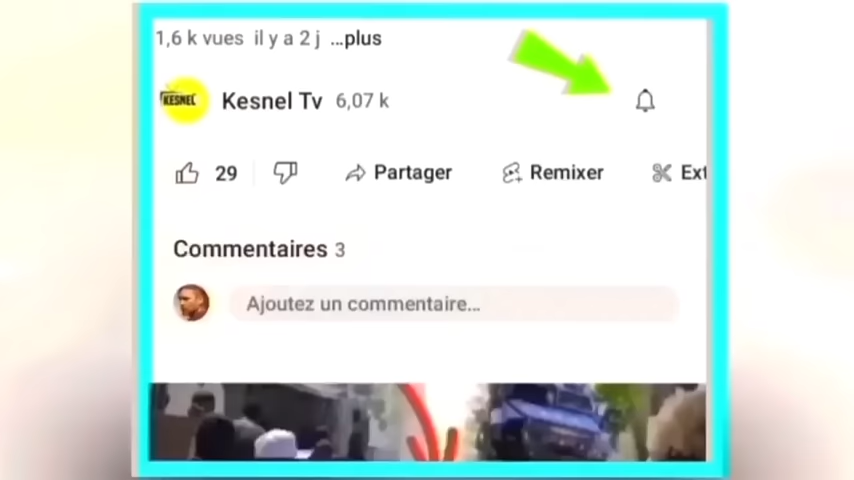 1,6 k vues il y a 2 j ...plus
KESNEL
Kesnel Tv 6,07 k
29 Partager Remixer Ext
Commentaires 3
Ajoutez un commentaire...